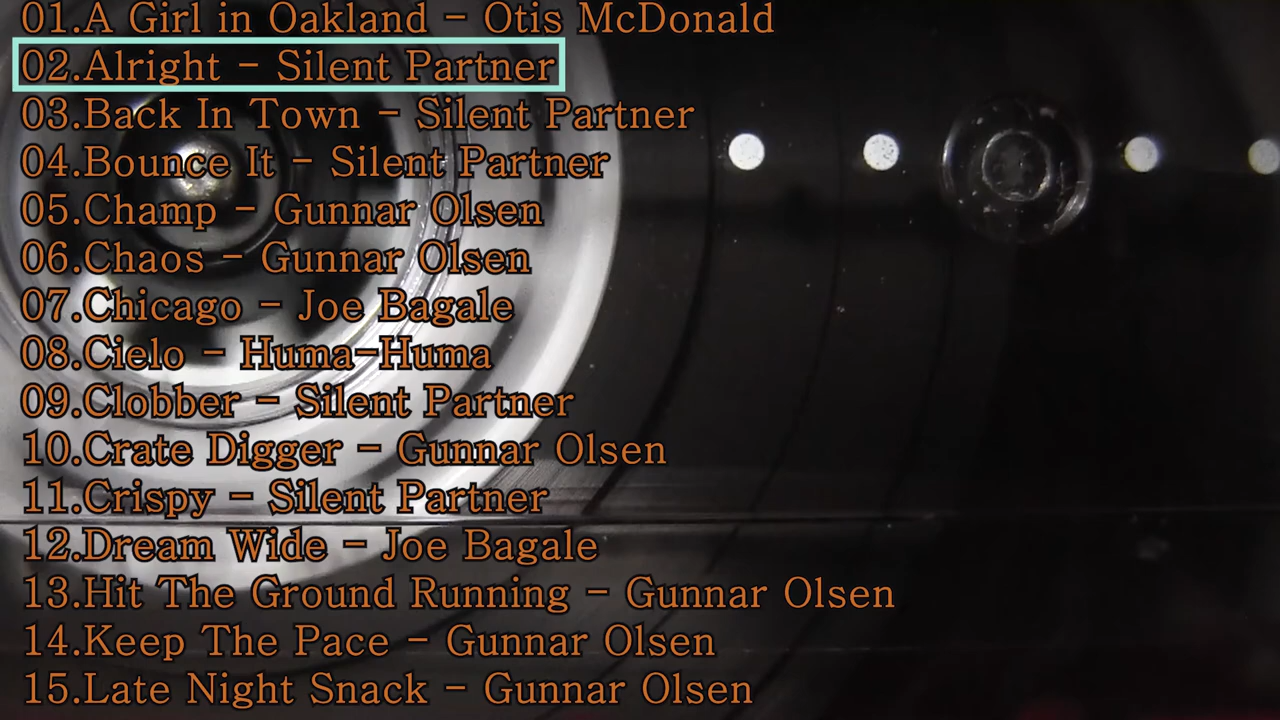 01.A Girl in Oakland - Otis McDonald
02.Alright - Silent Partner
03.Back In Town - Silent Partner
04.Bounce It - Silent Partner
05.Champ - Gunnar Olsen
06.Chaos - Gunnar Olsen
07.Chicago - Joe Bagale
08.Cielo - Huma-Huma
09.Clobber - Silent Partner
10.Crate Digger - Gunnar Olsen
11.Crispy - Silent Partner
12.Dream Wide - Joe Bagale
13.Hit The Ground Running - Gunnar Olsen
14.Keep The Pace - Gunnar Olsen
15.Late Night Snack - Gunnar Olsen